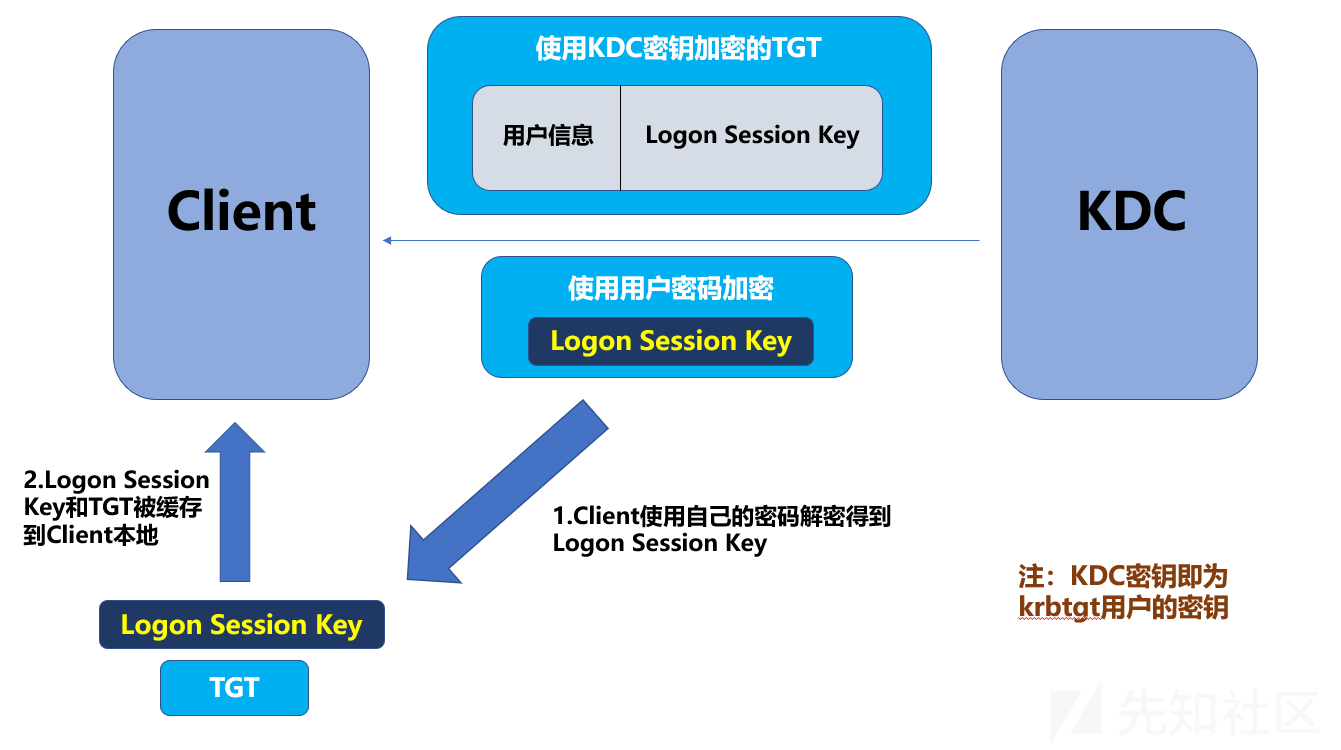 使用KDC密钥加密的TGT
用户信息
Logon Session Key
Client
KDC
使用用户密码加密
Logon Session Key
2.Logon Session
Key和TGT被缓存
到Client本地
1.Client使用自己的密码解密得到
Logon Session Key
注：KDC密钥即为
krbtgt用户的密钥
Logon Session Key
TGT
先知社区